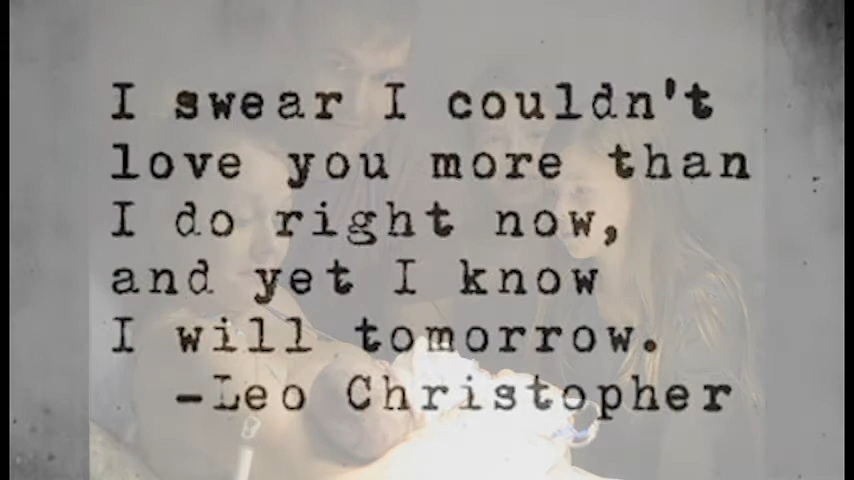 I swear I couldn't
love you more than
I do right now,
and yet I know
I will tomorrow.
-Leo Christopher